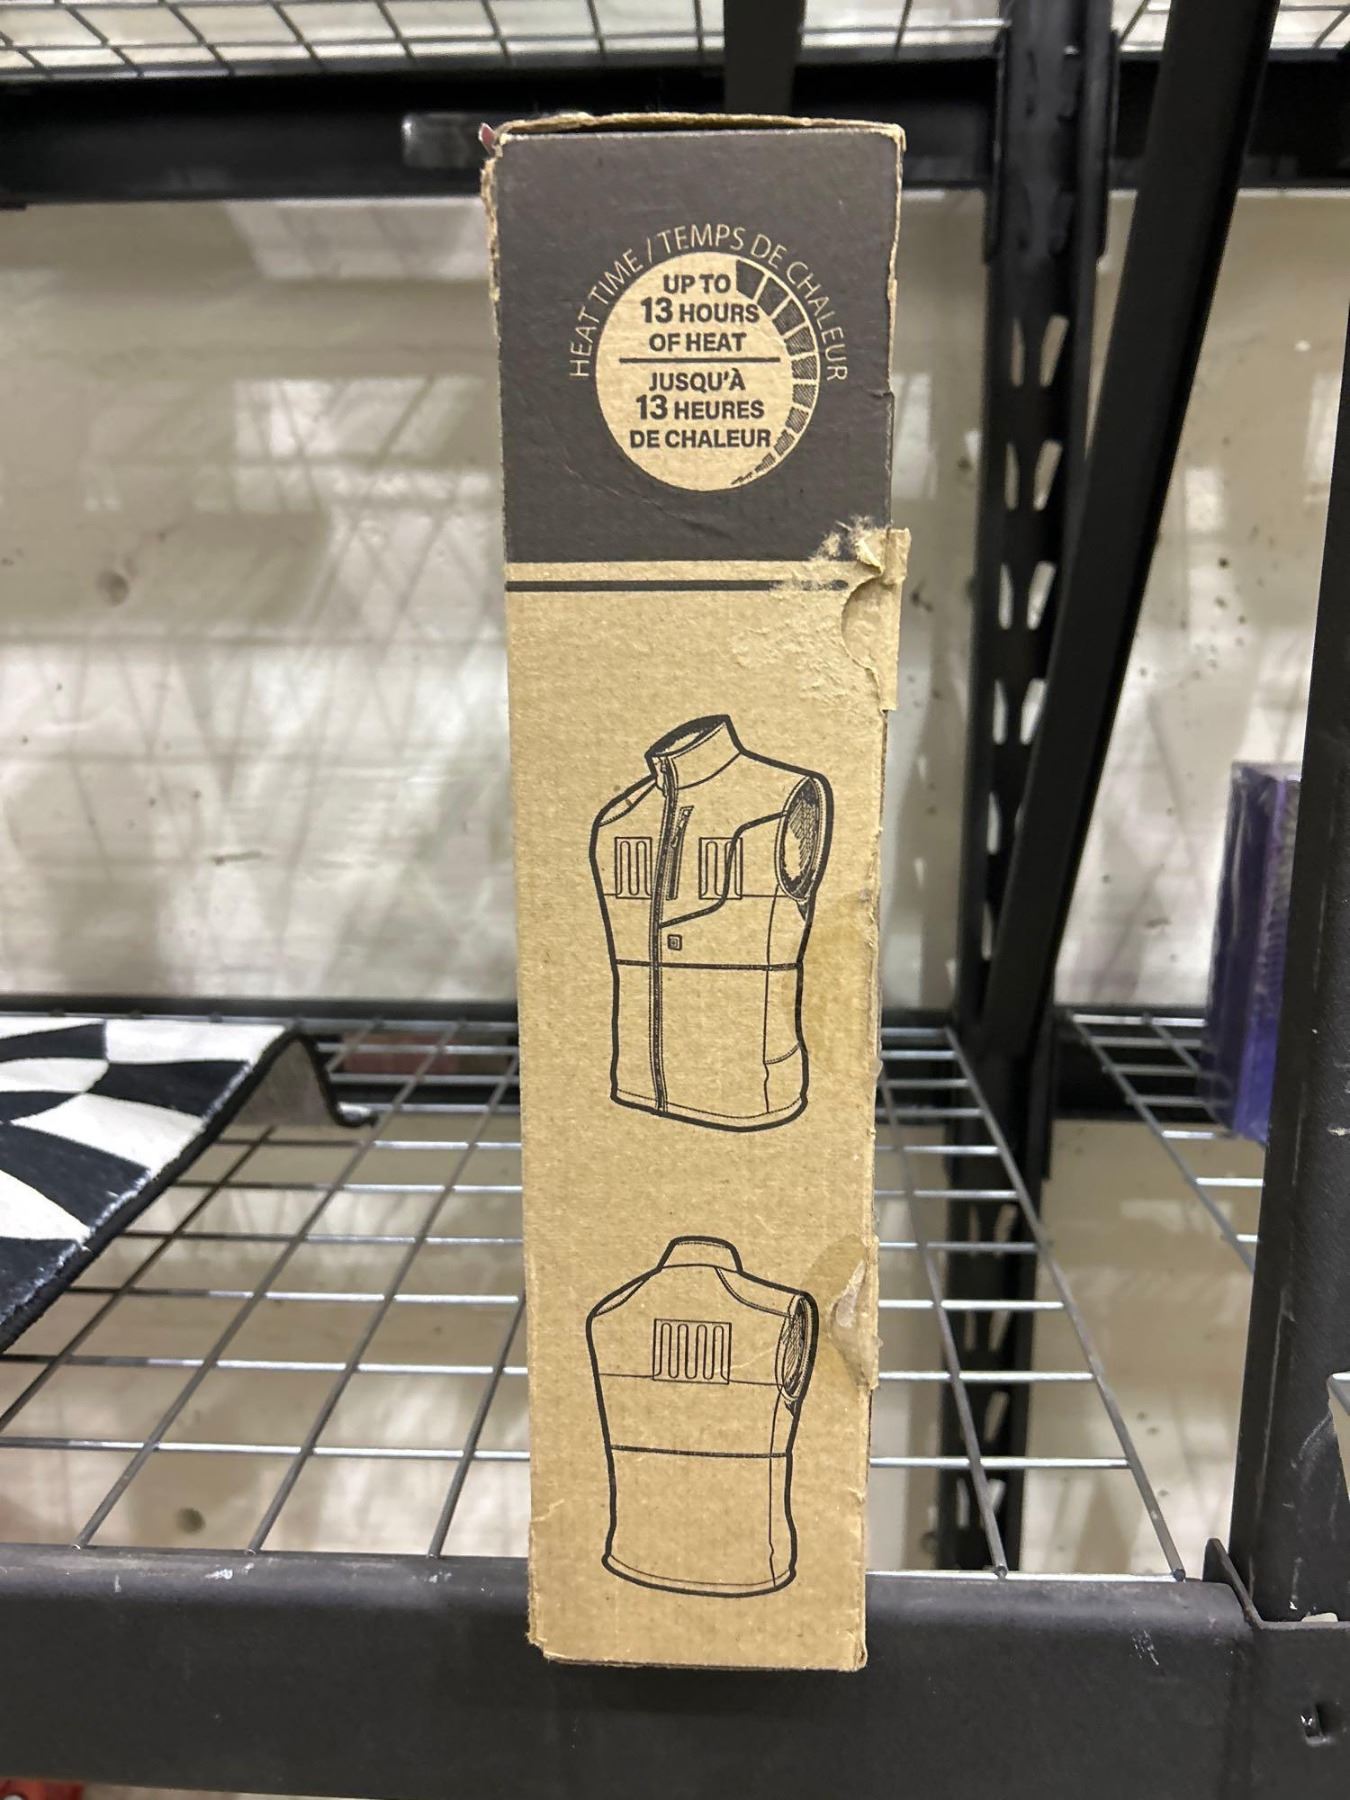 HEAT TIME / TEMPS DE CHALEUR
UP TO
13 HOURS
OF HEAT
JUSQU'À
13 HEURES
DE CHALEUR